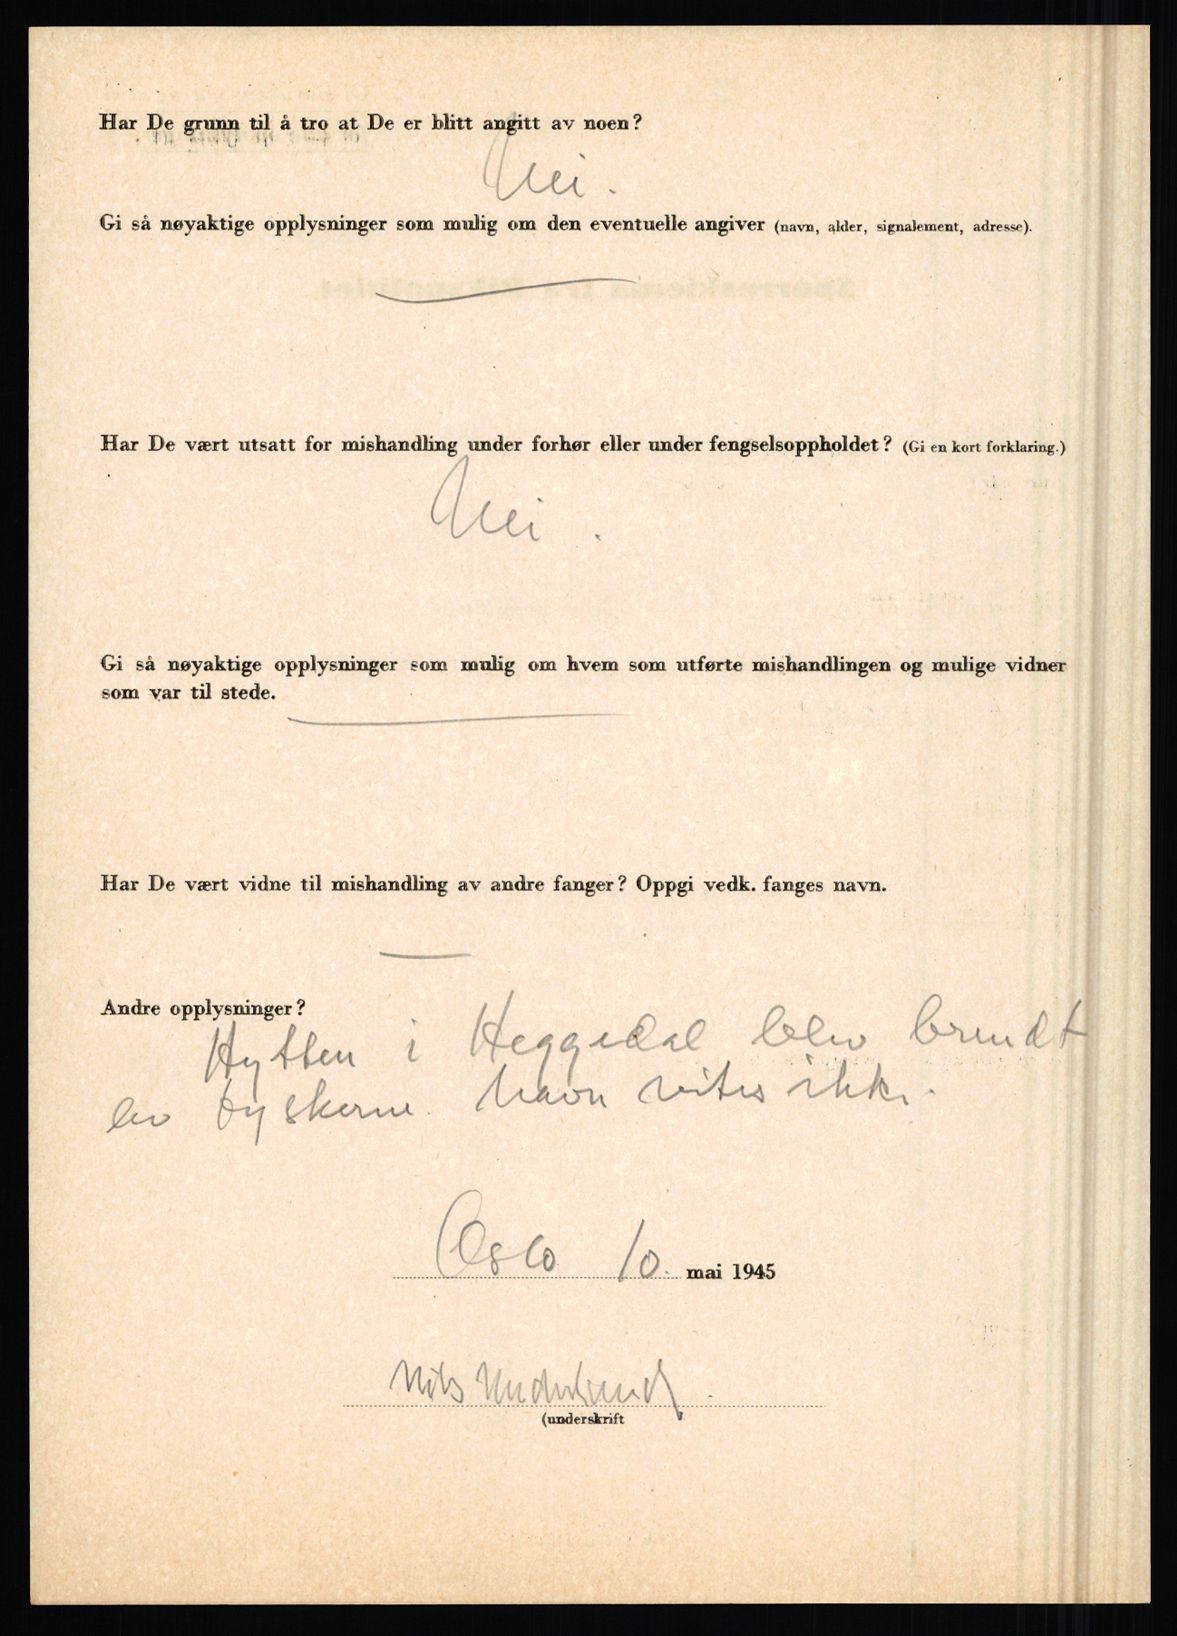 Har De grunn til å tro at De er blitt angitt av noen?
Nei.
Gi så nøyaktige opplysninger som mulig om den eventuelle angiver (navn, alder, signalement, adresse).
Har De vært utsatt for mishandling under forhør eller under fengselsoppholdet? (Gi en kort forklaring.)
Nei.
Gi så nøyaktige opplysninger som mulig om hvem som utførte mishandlingen og mulige vidner
som var til stede.
Har De vært vidne til mishandling av andre fanger? Oppgi vedk. fanges navn.
Andre opplysninger?
Hytten i Heggedal blev brendt
av tyskerne. Navn vites ikke.
Oslo 10. mai 1945
Nils
(underskrift